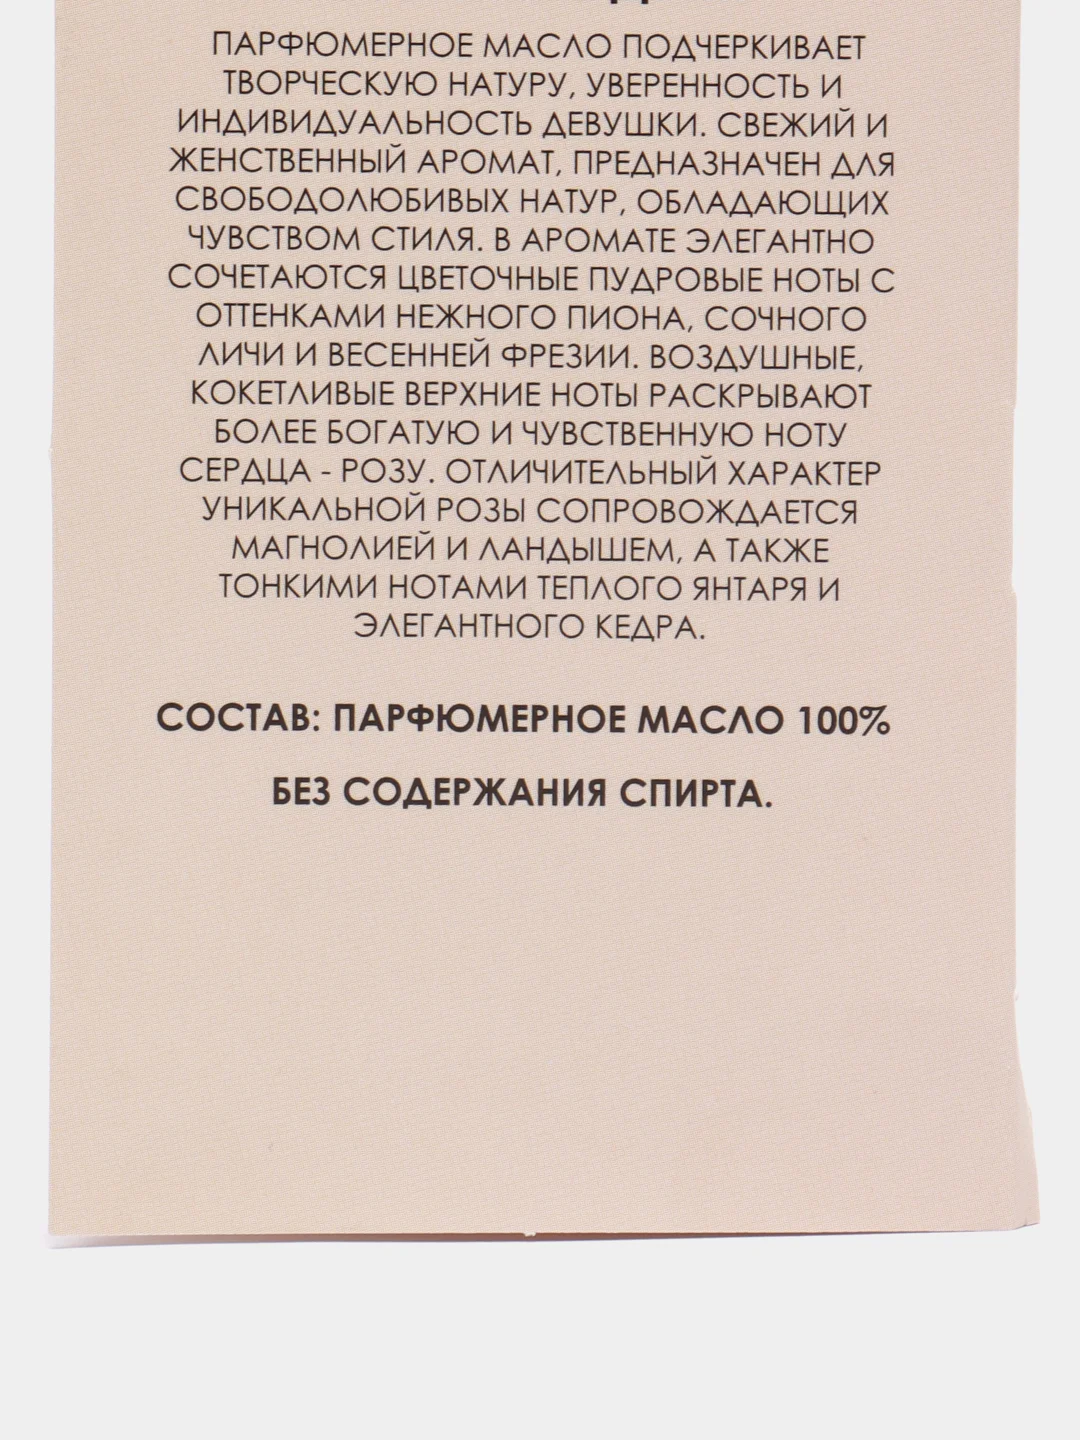 ПАРФЮМЕРНОЕ МАСЛО ПОДЧЕРКИВАЕТ
ТВОРЧЕСКУЮ НАТУРУ, УВЕРЕННОСТЬ И
ИНДИВИДУАЛЬНОСТЬ ДЕВУШКИ. СВЕЖИЙ И
ЖЕНСТВЕННЫЙ АРОМАТ, ПРЕДНАЗНАЧЕН ДЛЯ
СВОБОДОЛЮБИВЫХ НАТУР, ОБЛАДАЮЩИХ
ЧУВСТВОМ СТИЛЯ. В АРОМАТЕ ЭЛЕГАНТНО
СОЧЕТАЮТСЯ ЦВЕТОЧНЫЕ ПУДРОВЫЕ НОТЫ С
ОТТЕНКАМИ НЕЖНОГО ПИОНА, СОЧНОГО
ЛИЧИ И ВЕСЕННЕЙ ФРЕЗИИ. ВОЗДУШНЫЕ,
КОКЕТЛИВЫЕ ВЕРХНИЕ НОТЫ РАСКРЫВАЮТ
БОЛЕЕ БОГАТУЮ И ЧУВСТВЕННУЮ НОТУ
СЕРДЦА - РОЗУ. ОТЛИЧИТЕЛЬНЫЙ ХАРАКТЕР
УНИКАЛЬНОЙ РОЗЫ СОПРОВОЖДАЕТСЯ
МАГНОЛИЕЙ И ЛАНДЫШЕМ, А ТАКЖЕ
ТОНКИМИ НОТАМИ ТЕПЛОГО ЯНТАРЯ И
ЭЛЕГАНТНОГО КЕДРА.
СОСТАВ: ПАРФЮМЕРНОЕ МАСЛО 100%
БЕЗ СОДЕРЖАНИЯ СПИРТА.